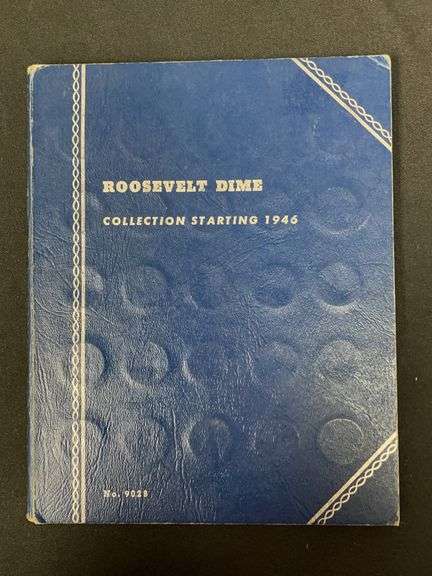 ROOSEVELT DIME
COLLECTION STARTING 1946
No. 9028